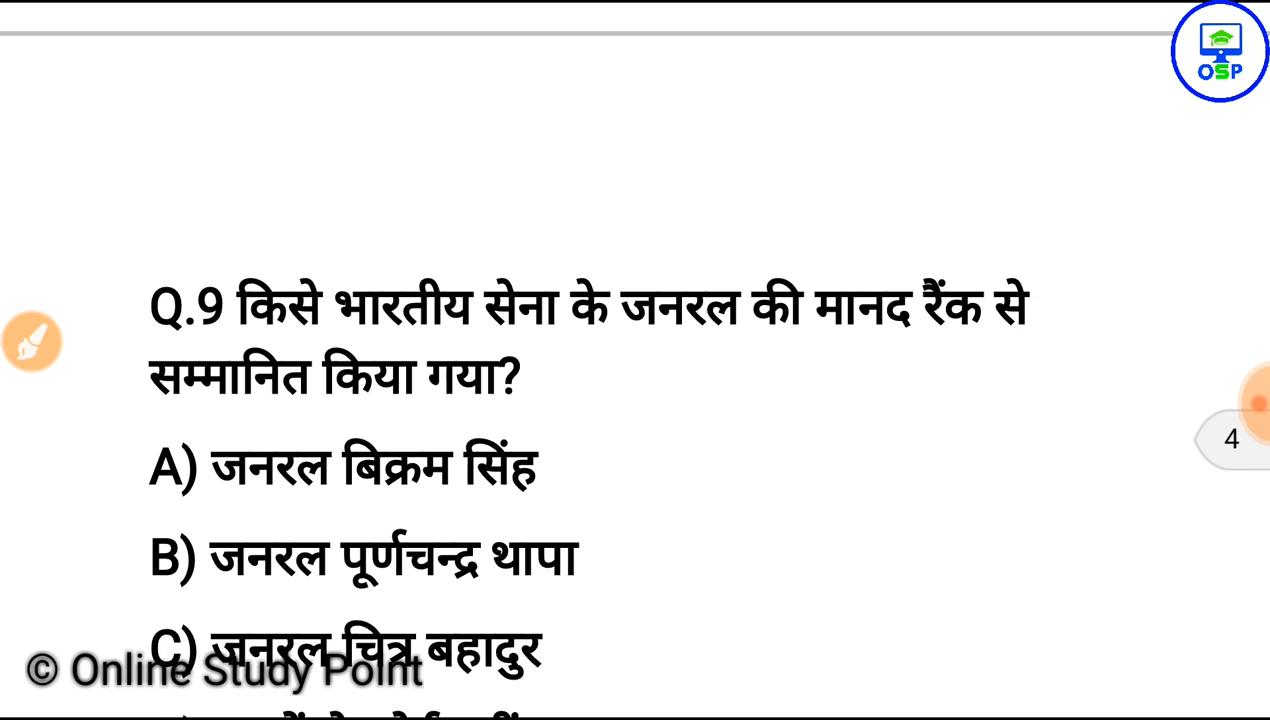 OSP
Q.9 किसे भारतीय सेना के जनरल की मानद रैंक से
सम्मानित किया गया?
A) जनरल बिक्रम सिंह
4
B) जनरल पूर्णचन्द्र थापा
C) जनरल चित्र बहादुर
© Online Study Point